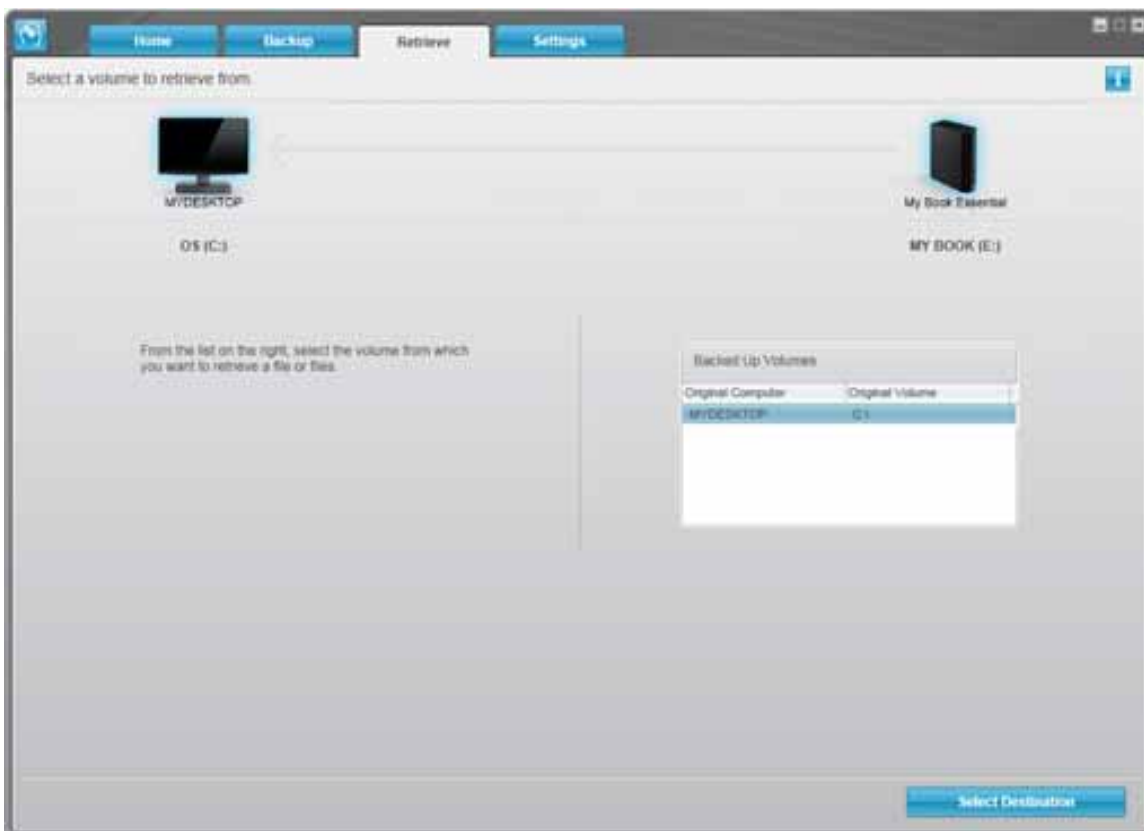 Home Backup Retrieve Settings
Select a volume to retrieve from
MYDESKTOP My Book Essential
OS (C:) MY BOOK (E:)
From the list on the right, select the volume from which
you want to retrieve a file or files.
Backed Up Volumes
Original Computer Original Volume
MYDESKTOP C:\
Select Destination